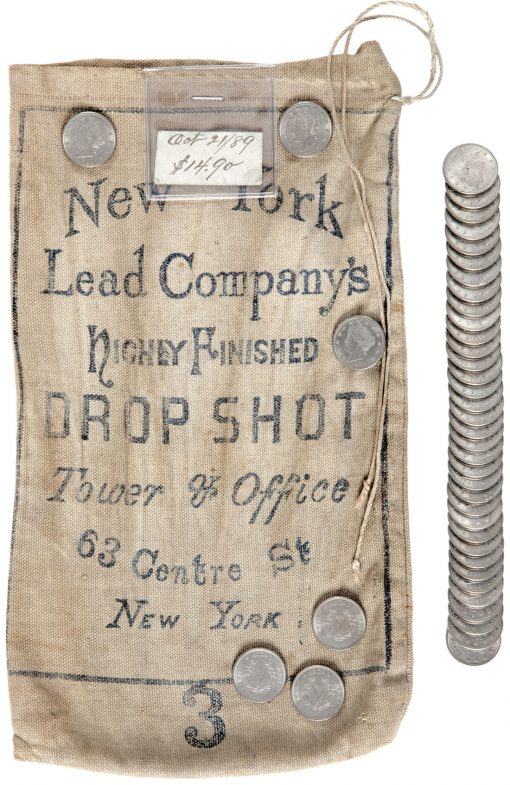 Oct 21/89
$14.90
New York
Lead Company's
Highly Finished
DROP SHOT
Tower & Office
63 Centre St
New York
3